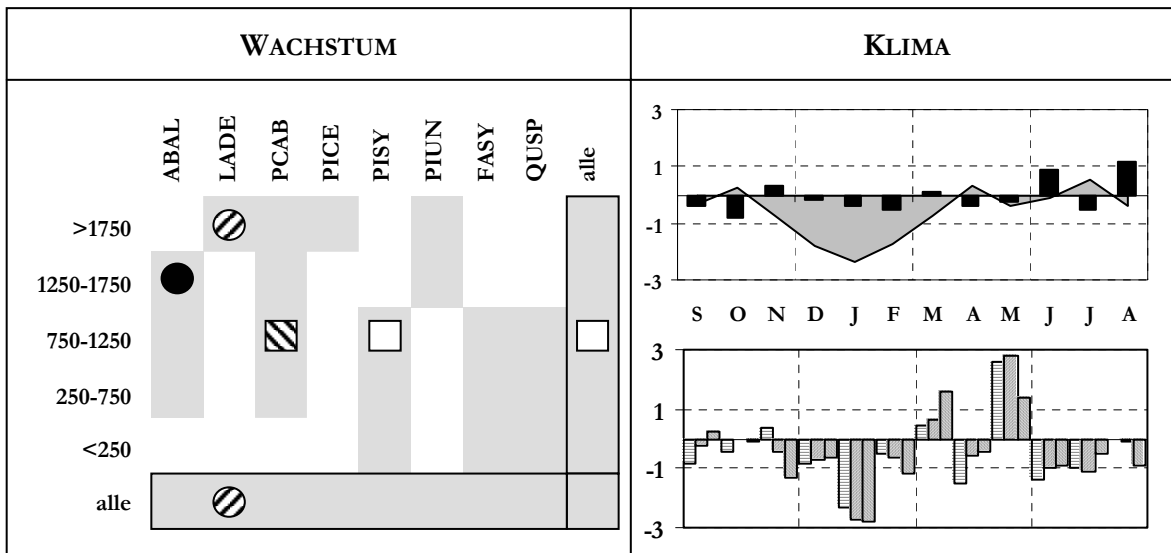 WACHSTUM
KLIMA
ABAL LADE PCAB PICE PISY PIUN FASY QUSP alle
>1750
1250-1750
750-1250
250-750
<250
alle
3
1
-1
-3
S O N D J F M A M J J A
3
1
-1
-3